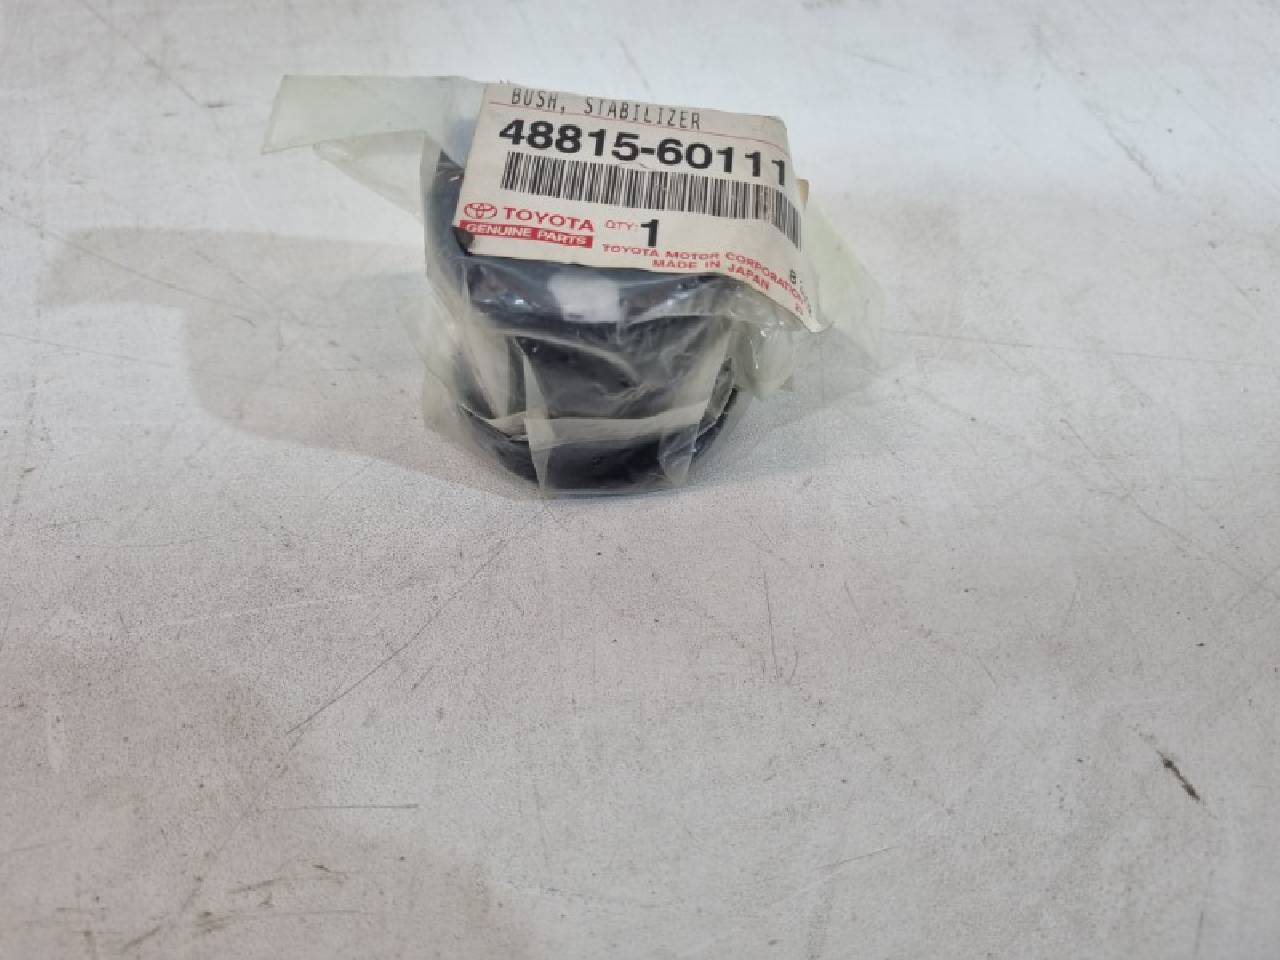 BUSH, STABILIZER
48815-60111
TOYOTA QTY: 1
GENUINE PARTS
TOYOTA MOTOR CORPORATION
MADE IN JAPAN